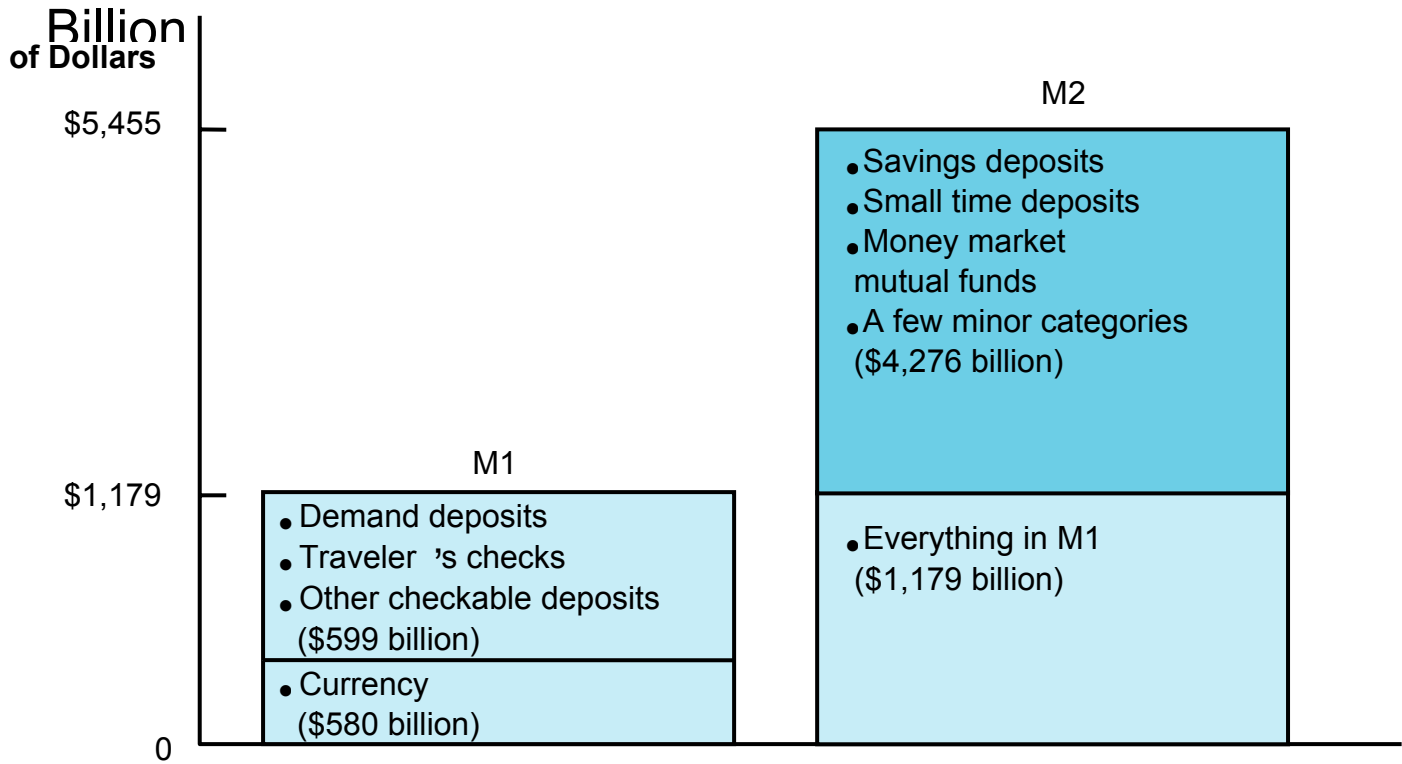 Billion
of Dollars
$5,455
M2
•Savings deposits
•Small time deposits
•Money market
mutual funds
•A few minor categories
($4,276 billion)
M1
$1,179
• Demand deposits
• Traveler ’s checks
• Other checkable deposits
($599 billion)
• Currency
($580 billion)
•Everything in M1
($1,179 billion)
0